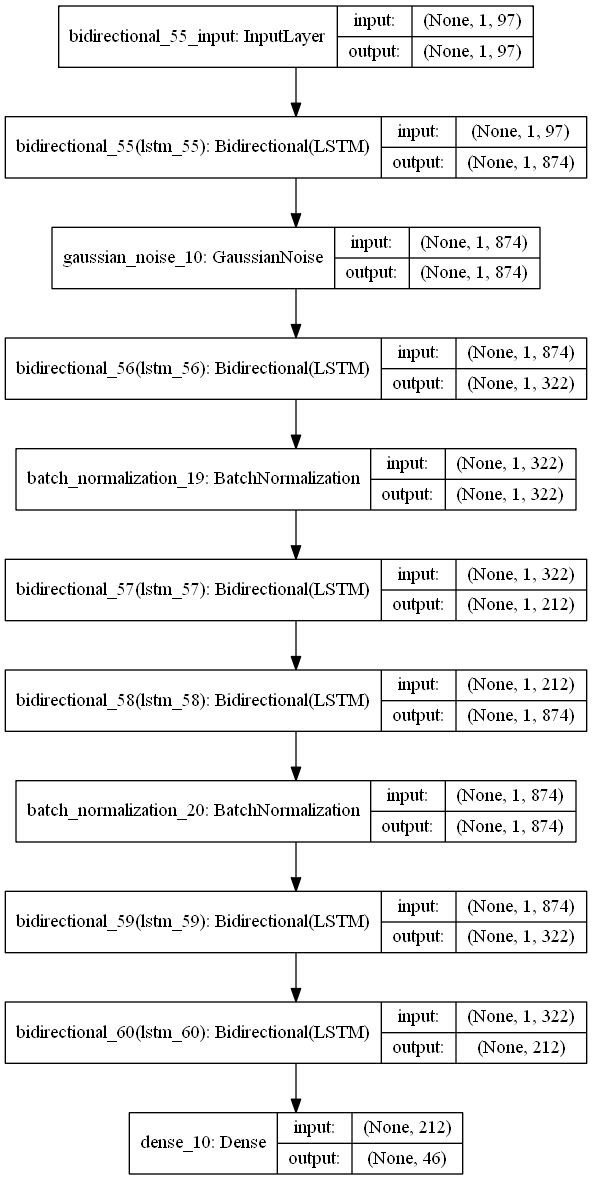 bidirectional_55_input: InputLayer
input: (None, 1, 97)
output: (None, 1, 97)
bidirectional_55(lstm_55): Bidirectional(LSTM)
input: (None, 1, 97)
output: (None, 1, 874)
gaussian_noise_10: GaussianNoise
input: (None, 1, 874)
output: (None, 1, 874)
bidirectional_56(lstm_56): Bidirectional(LSTM)
input: (None, 1, 874)
output: (None, 1, 322)
batch_normalization_19: BatchNormalization
input: (None, 1, 322)
output: (None, 1, 322)
bidirectional_57(lstm_57): Bidirectional(LSTM)
input: (None, 1, 322)
output: (None, 1, 212)
bidirectional_58(lstm_58): Bidirectional(LSTM)
input: (None, 1, 212)
output: (None, 1, 874)
batch_normalization_20: BatchNormalization
input: (None, 1, 874)
output: (None, 1, 874)
bidirectional_59(lstm_59): Bidirectional(LSTM)
input: (None, 1, 874)
output: (None, 1, 322)
bidirectional_60(lstm_60): Bidirectional(LSTM)
input: (None, 1, 322)
output: (None, 212)
dense_10: Dense
input: (None, 212)
output: (None, 46)